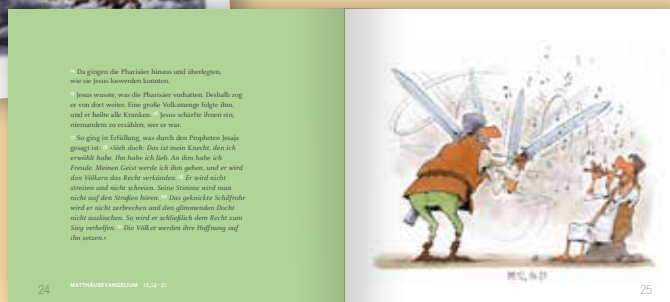 Da gingen die Pharisäer hinaus und überlegten,
wie sie Jesus loswerden konnten.
Jesus wusste, was die Pharisäer vorhatten. Deshalb zog
er von dort weiter. Eine große Volksmenge folgte ihm,
und er heilte alle Kranken. Jesus schärfte ihnen ein,
niemandem zu erzählen, wer er war.
So ging in Erfüllung, was durch den Propheten Jesaja
gesagt ist: «Sieh doch: Das ist mein Knecht, den ich
erwählt habe. Ihn habe ich lieb. An ihm habe ich
Freude. Meinen Geist werde ich ihm geben, und er wird
den Völkern das Recht verkünden. Er wird nicht
streiten und nicht schreien. Seine Stimme wird man
nicht auf den Straßen hören. Das geknickte Schilfrohr
wird er nicht zerbrechen und den glimmenden Docht
nicht auslöschen. So wird er schließlich dem Recht zum
Sieg verhelfen. Die Völker werden ihre Hoffnung auf
ihn setzen.»
24 MATTHÄUSEVANGELIUM 12,14–21
25